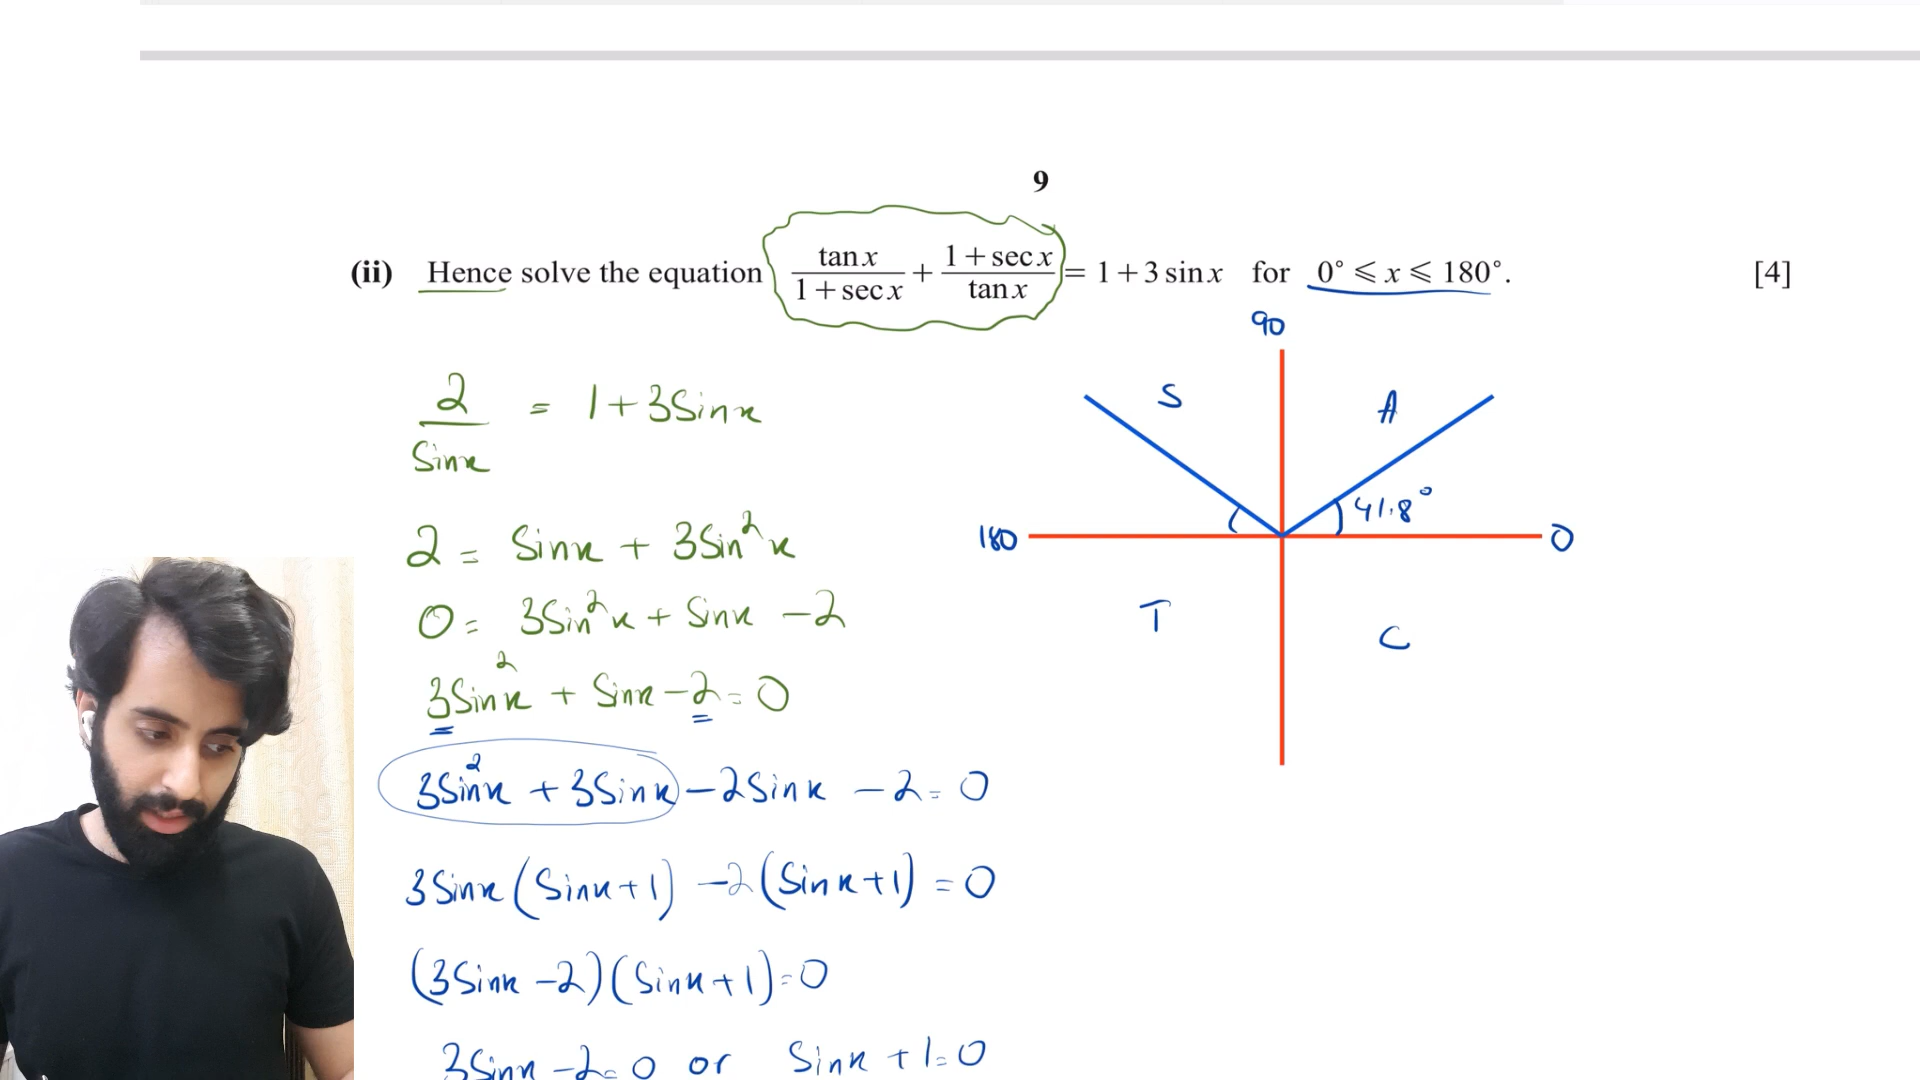 9
(ii) Hence solve the equation tan x / (1 + sec x) + (1 + sec x) / tan x = 1 + 3 sin x for 0° ⩽ x ⩽ 180°. [4]
90
2 / Sinx = 1 + 3Sinx
S A
41.8°
180 0
2 = Sinx + 3Sin²x
0 = 3Sin²x + Sinx - 2
T C
3Sin²x + Sinx - 2 = 0
3Sin²x + 3Sinx - 2Sinx - 2 = 0
3Sinx (Sinx + 1) - 2 (Sinx + 1) = 0
(3Sinx - 2)(Sinx + 1) = 0
3Sinx - 2 = 0 or Sinx + 1 = 0